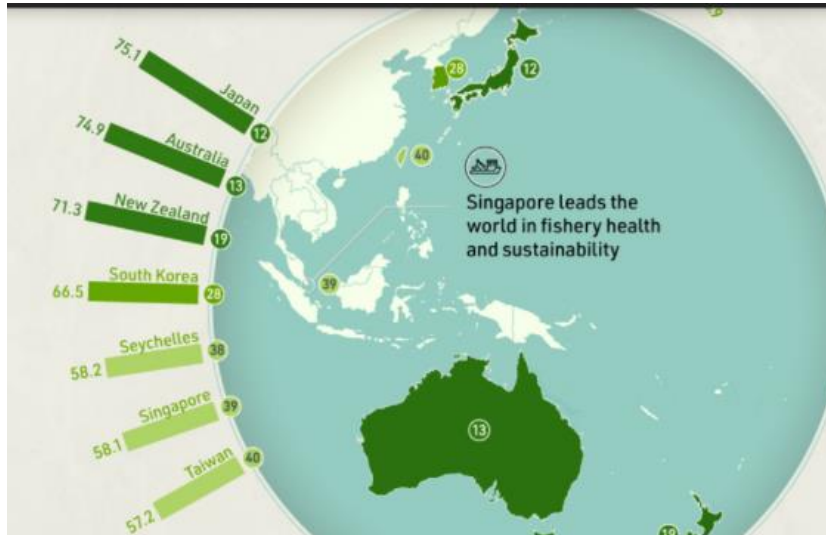 75.1
Japan
12
74.9
Australia
13
71.3
New Zealand
19
66.5
South Korea
28
58.2
Seychelles
38
58.1
Singapore
39
57.2
Taiwan
40
28
12
40
Singapore leads the
world in fishery health
and sustainability
39
13
19